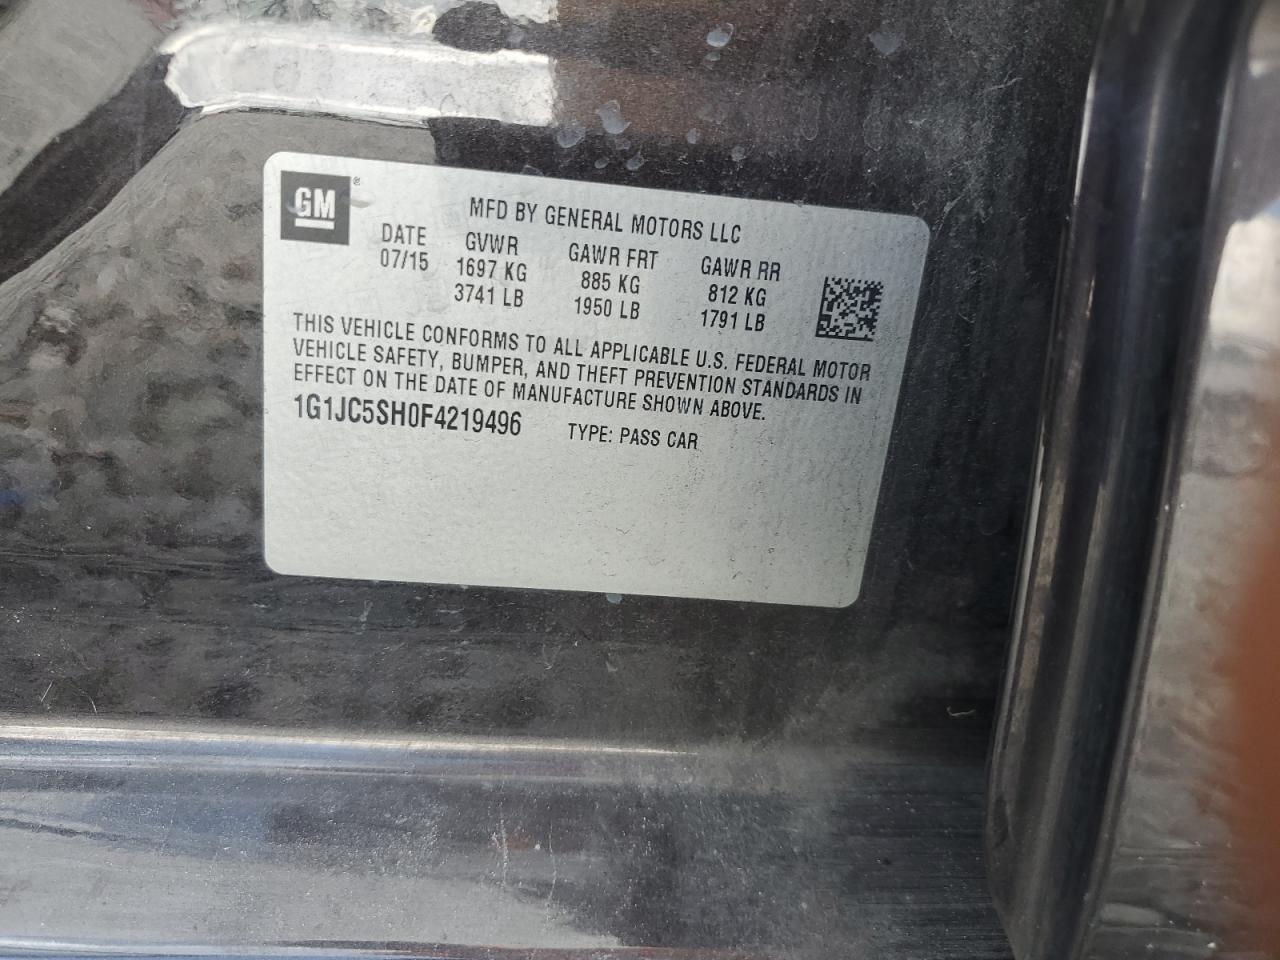 GM ®
MFD BY GENERAL MOTORS LLC
DATE GVWR GAWR FRT GAWR RR
07/15 1697 KG 885 KG 812 KG
3741 LB 1950 LB 1791 LB
THIS VEHICLE CONFORMS TO ALL APPLICABLE U.S. FEDERAL MOTOR
VEHICLE SAFETY, BUMPER, AND THEFT PREVENTION STANDARDS IN
EFFECT ON THE DATE OF MANUFACTURE SHOWN ABOVE.
1G1JC5SH0F4219496 TYPE: PASS CAR